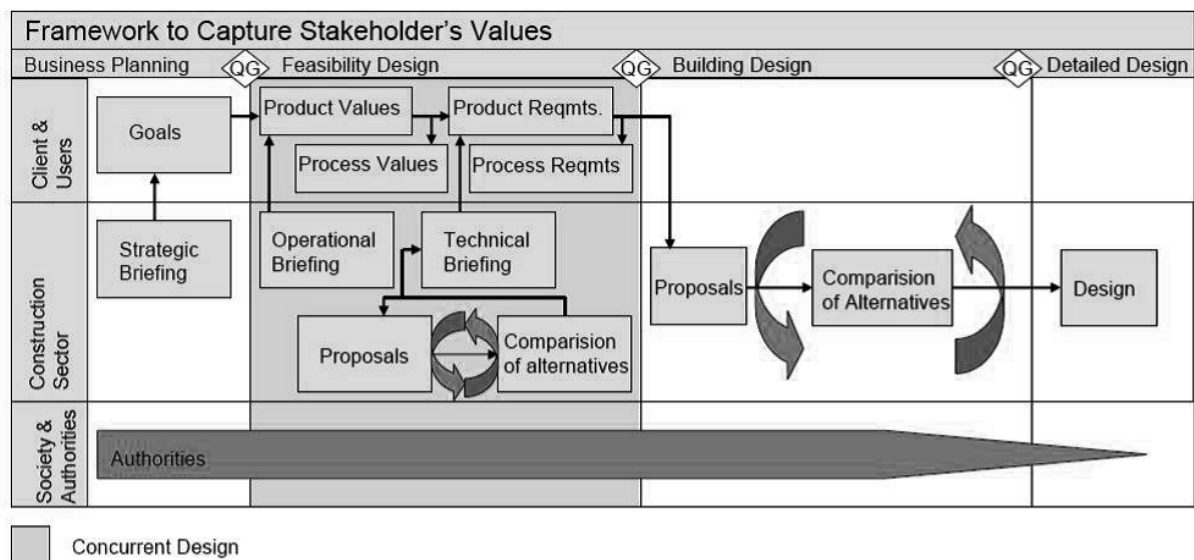 Framework to Capture Stakeholder's Values
Business Planning
QG
Feasibility Design
QG
Building Design
QG
Detailed Design
Client &
Users
Goals
Product Values
Product Reqmts.
Process Values
Process Reqmts
Construction
Sector
Strategic
Briefing
Operational
Briefing
Technical
Briefing
Proposals
Comparision
of alternatives
Proposals
Comparision
of Alternatives
Design
Society &
Authorities
Authorities
Concurrent Design